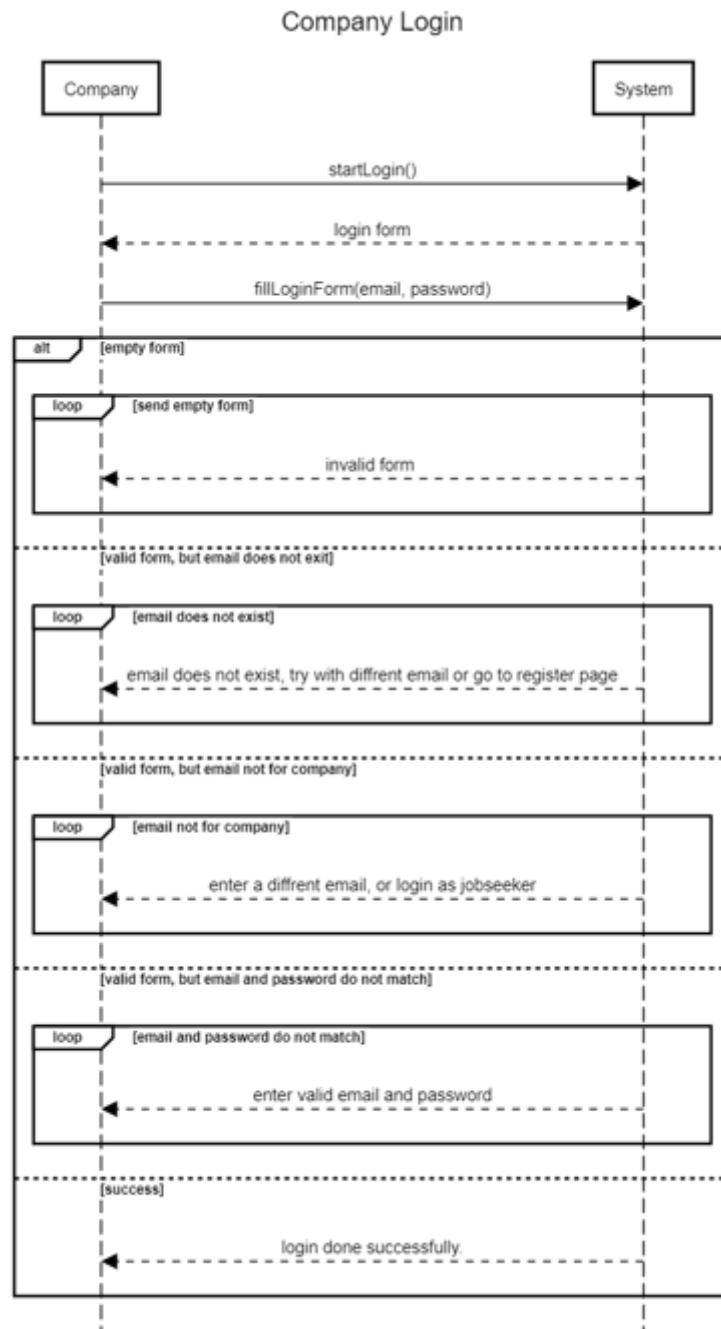 Company Login
Company
System
startLogin()
login form
fillLoginForm(email, password)
alt
[empty form]
loop
[send empty form]
invalid form
[valid form, but email does not exit]
loop
[email does not exist]
email does not exist, try with diffrent email or go to register page
[valid form, but email not for company]
loop
[email not for company]
enter a diffrent email, or login as jobseeker
[valid form, but email and password do not match]
loop
[email and password do not match]
enter valid email and password
[success]
login done successfully.